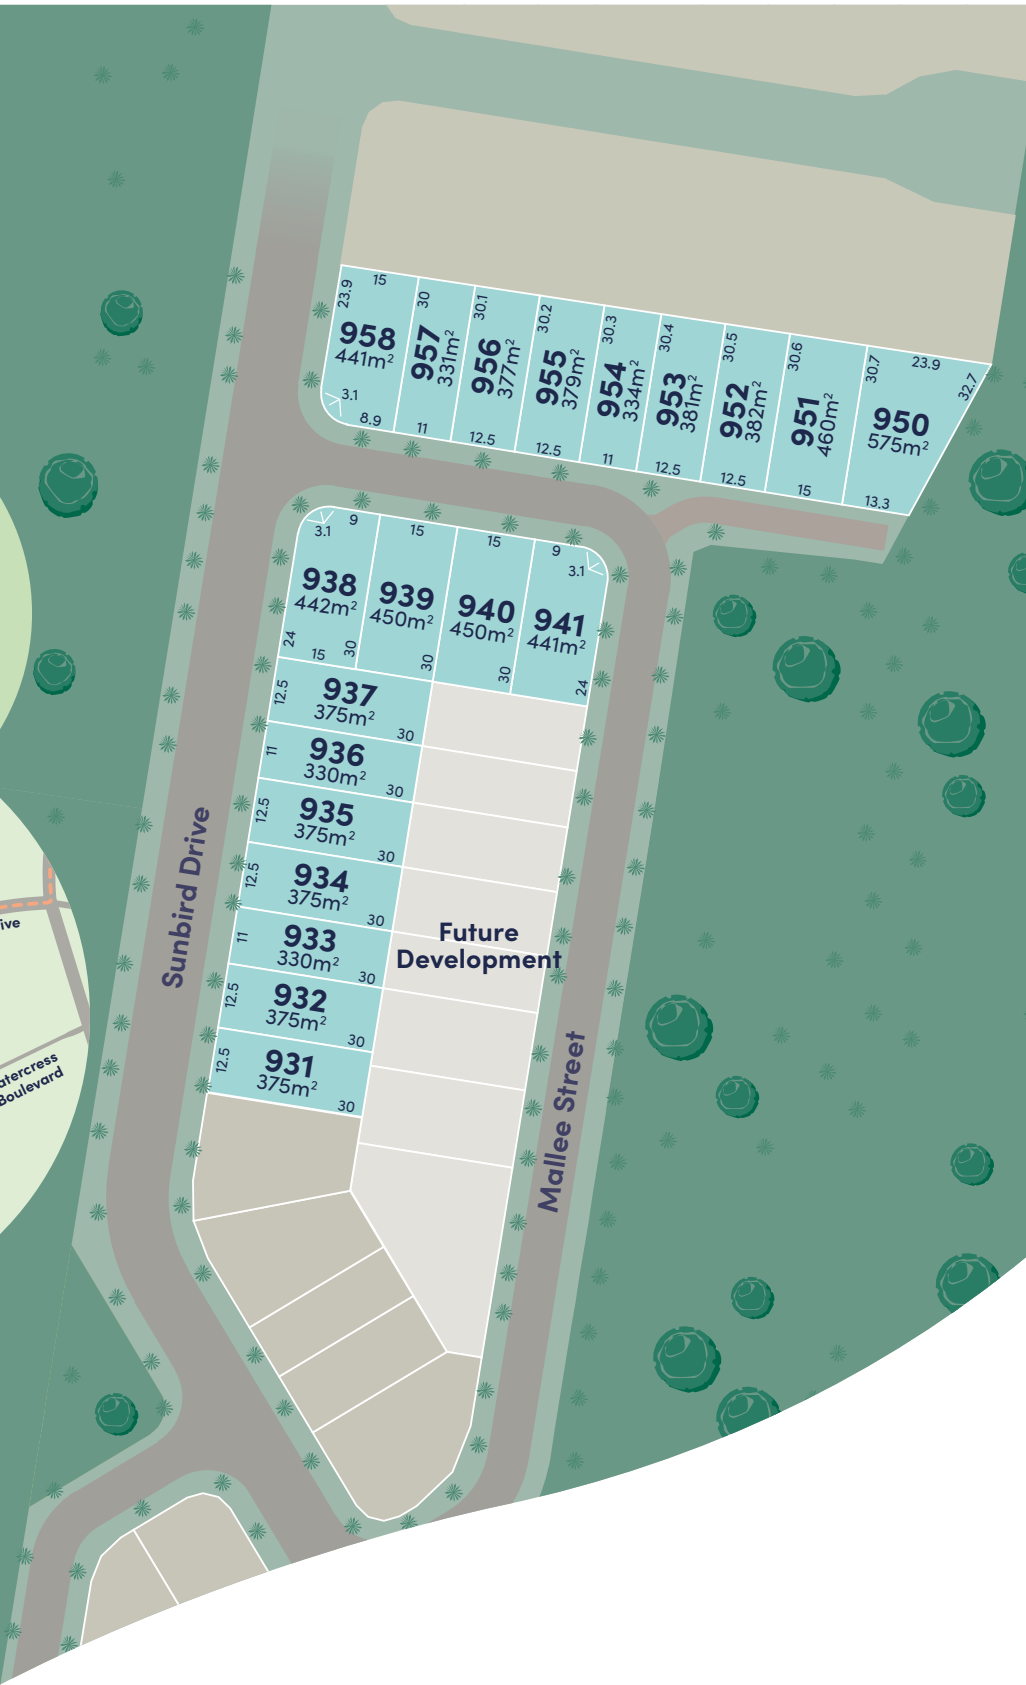 23.9
15
958
441m²
3.1
8.9
30
957
331m²
11
30.1
956
377m²
12.5
30.2
955
379m²
12.5
30.3
954
334m²
11
30.4
953
381m²
12.5
30.5
952
382m²
12.5
30.6
951
460m²
15
30.7
23.9
32.7
950
575m²
13.3
3.1
9
938
442m²
24
15
30
15
939
450m²
30
15
940
450m²
30
9
3.1
941
441m²
24
12.5
937
375m²
30
11
936
330m²
30
12.5
935
375m²
30
12.5
934
375m²
30
11
933
330m²
30
12.5
932
375m²
30
12.5
931
375m²
30
Future
Development
Sunbird Drive
Mallee Street
ive
atercress
Boulevard